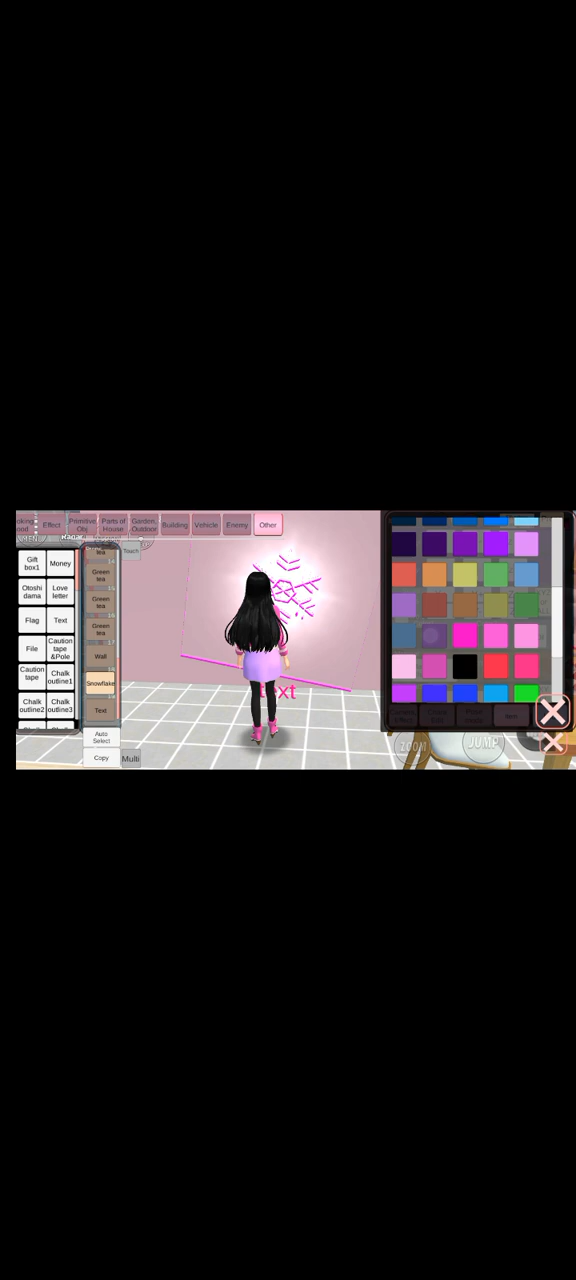 Effect
Primitive
Obj
Parts of
House
Garden,
Outdoor
Building
Vehicle
Enemy
Other
Touch
Gift
box1
Money
Otoshi
dama
Love
letter
Flag
Text
File
Caution
tape
&Pole
Caution
tape
Chalk
outline1
Chalk
outline2
Chalk
outline3
tea
Green
tea
Green
tea
Green
tea
Wall
Snowflake
Text
Auto
Select
Copy
Multi
text
ZOOM
JUMP
Item